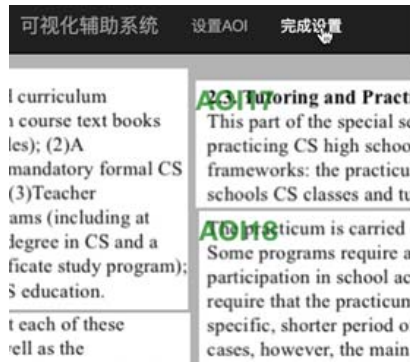 可视化辅助系统 设置AOI 完成设置
l curriculum
course text books
les); (2)A
mandatory formal CS
(3)Teacher
ams (including at
degree in CS and a
ficate study program);
S education.
t each of these
ell as the
AOI17
2.3. Tutoring and Pract
This part of the special se
practicing CS high schoo
frameworks: the practicu
schools CS classes and tu
AOI18
The practicum is carried
Some programs require a
participation in school ac
require that the practicun
specific, shorter period o
cases, however, the main